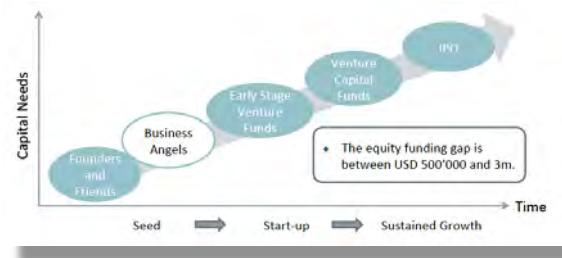 Capital Needs
IPO
Venture
Capital
Funds
Early Stage
Venture
Funds
Business
Angels
Founders
and
Friends
• The equity funding gap is
between USD 500'000 and 3m.
Time
Seed
Start-up
Sustained Growth